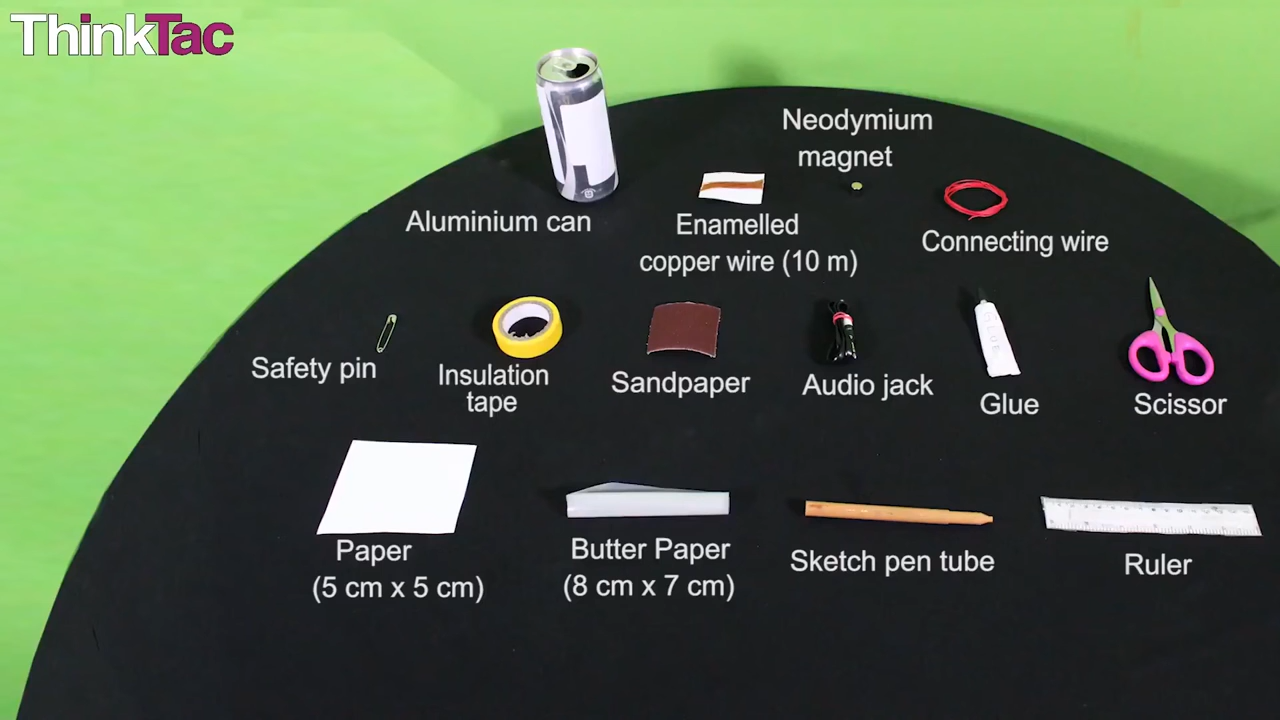 ThinkTac
Neodymium
magnet
Aluminium can
Enamelled
copper wire (10 m)
Connecting wire
Safety pin
Insulation
tape
Sandpaper
Audio jack
Glue
Scissor
Paper
(5 cm x 5 cm)
Butter Paper
(8 cm x 7 cm)
Sketch pen tube
Ruler